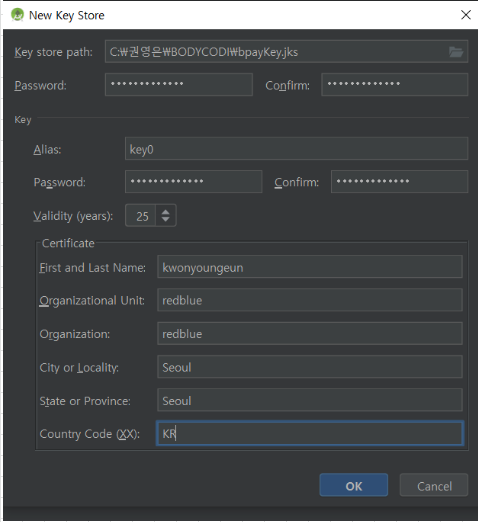 New Key Store
Key store path: C:₩권영은₩BODYCODI₩bpayKey.jks
Password: ••••••••••••• Confirm: •••••••••••••
Key
Alias: key0
Password: ••••••••••••• Confirm: •••••••••••••
Validity (years): 25
Certificate
First and Last Name: kwonyoungeun
Organizational Unit: redblue
Organization: redblue
City or Locality: Seoul
State or Province: Seoul
Country Code (XX): KR
OK Cancel